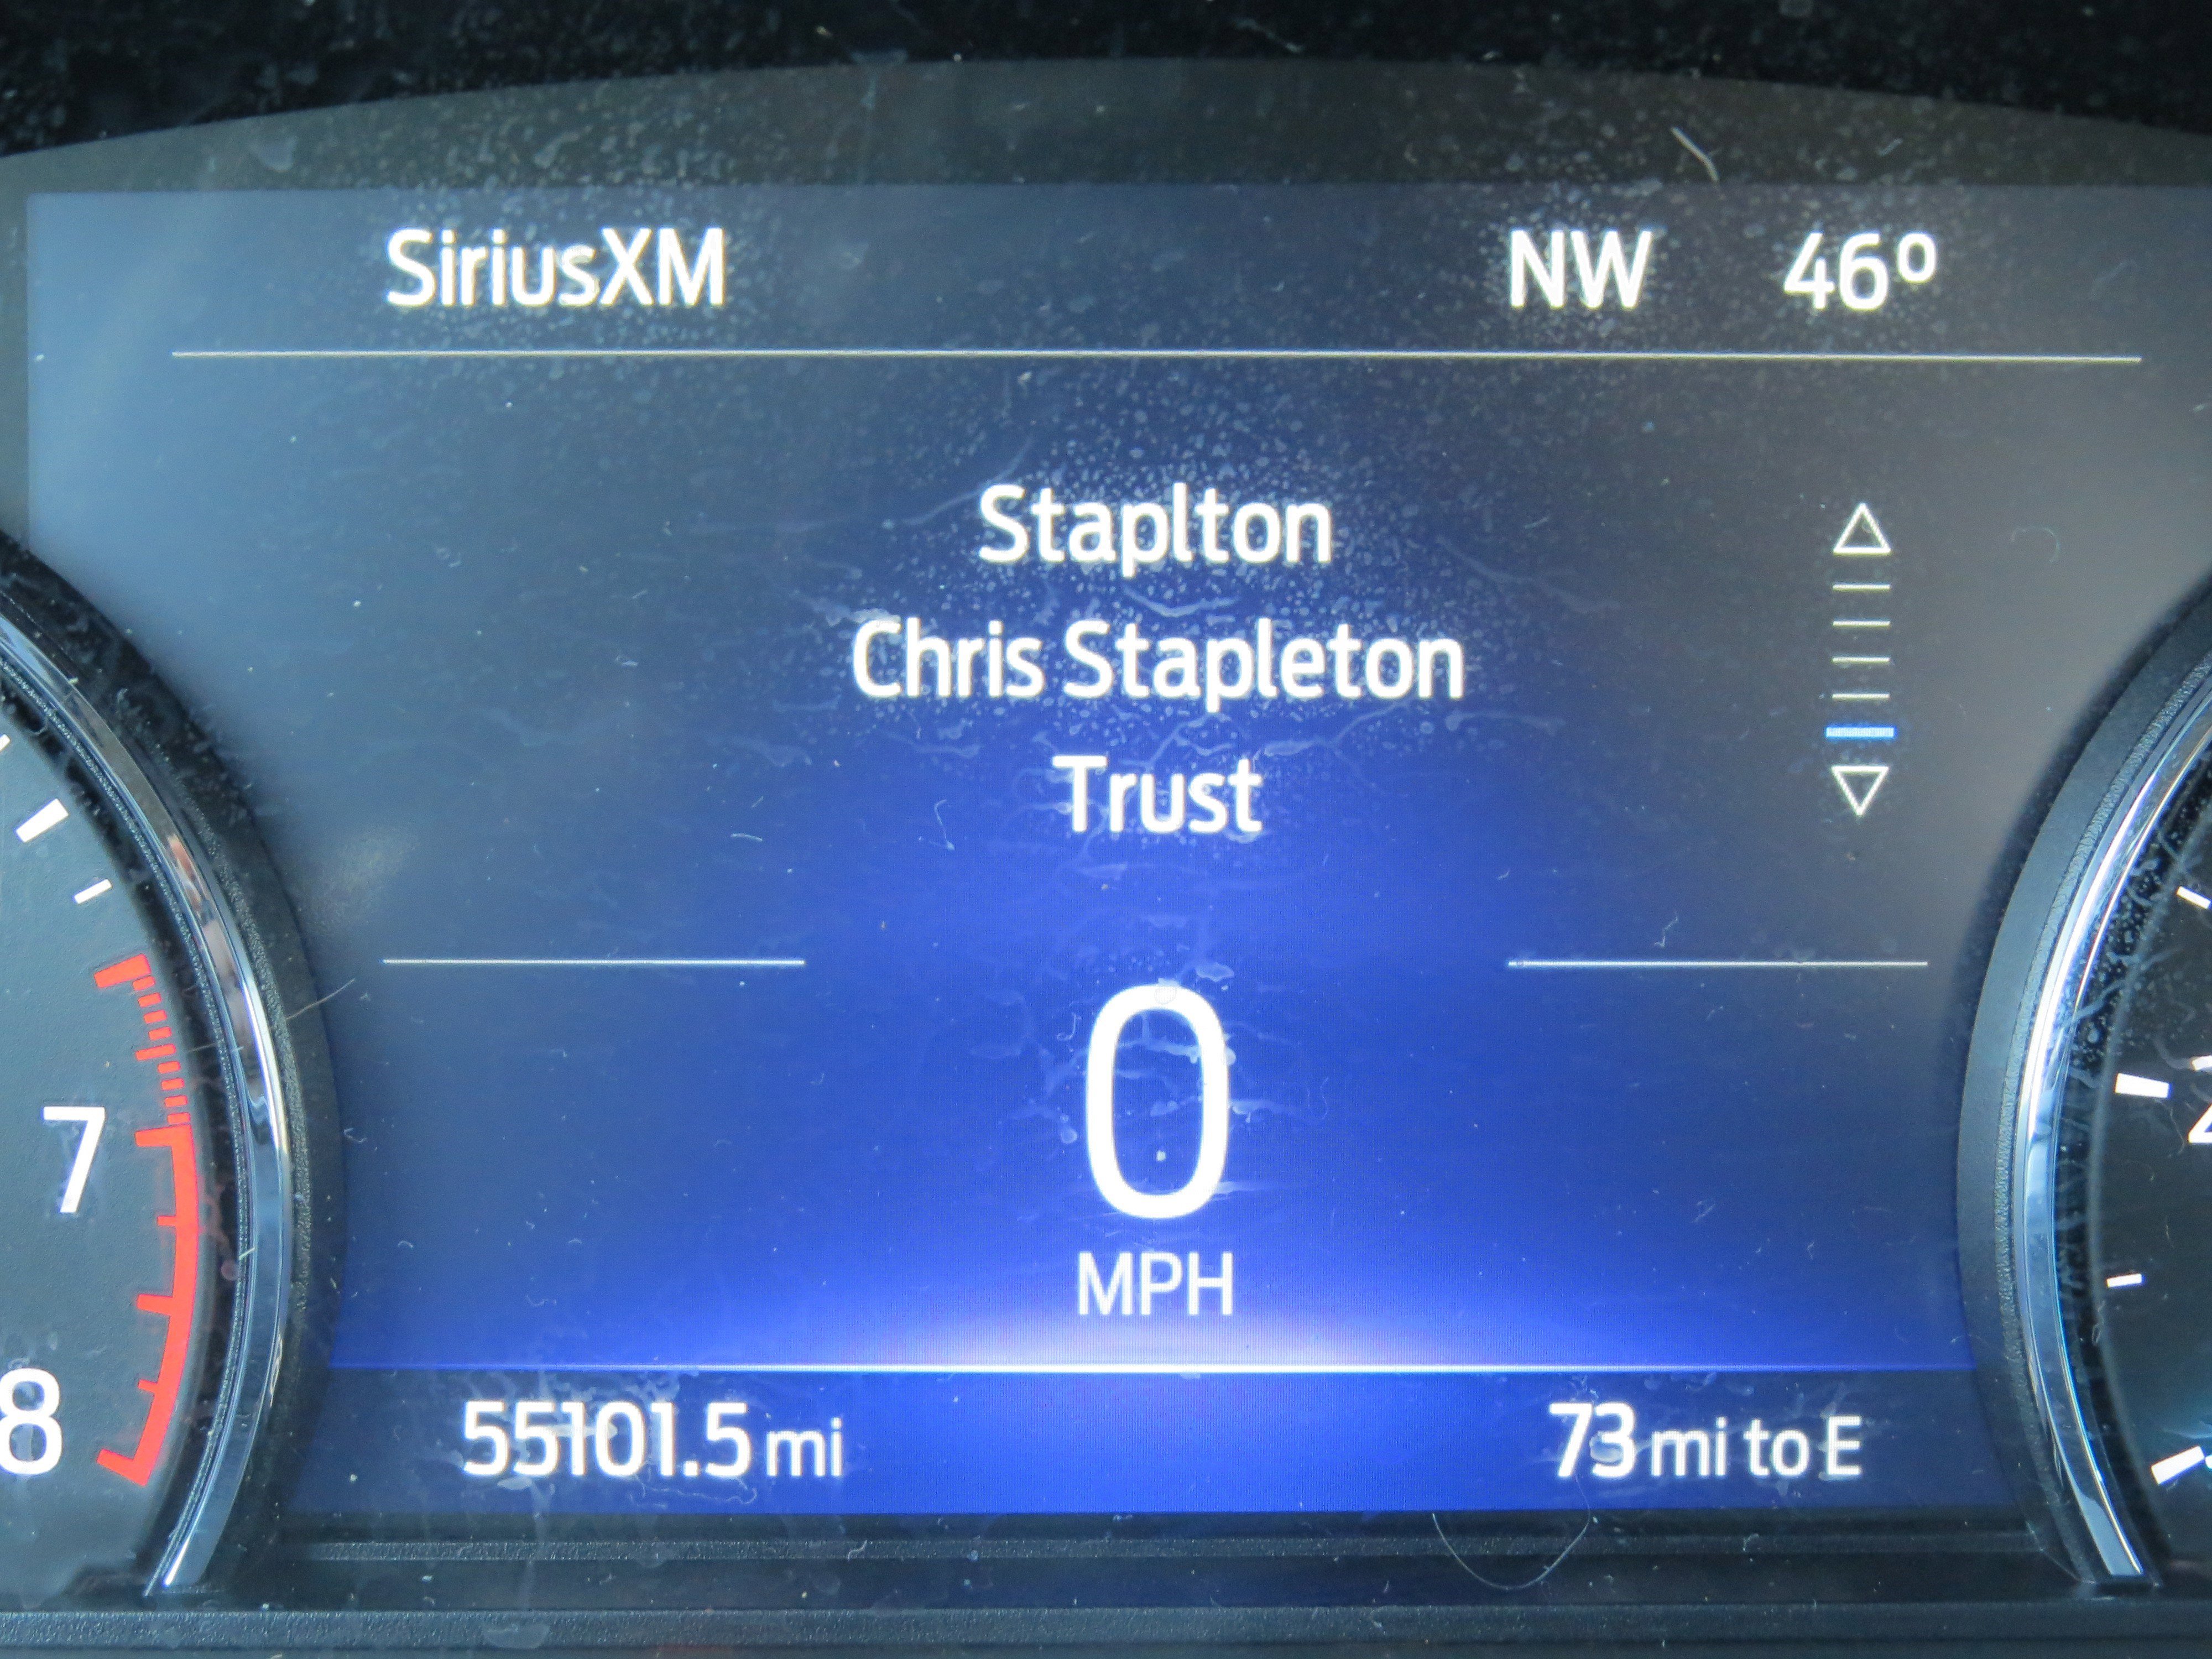 SiriusXM NW 46°
Staplton
Chris Stapleton
Trust
0
MPH
7
8
55101.5 mi 73 mi to E